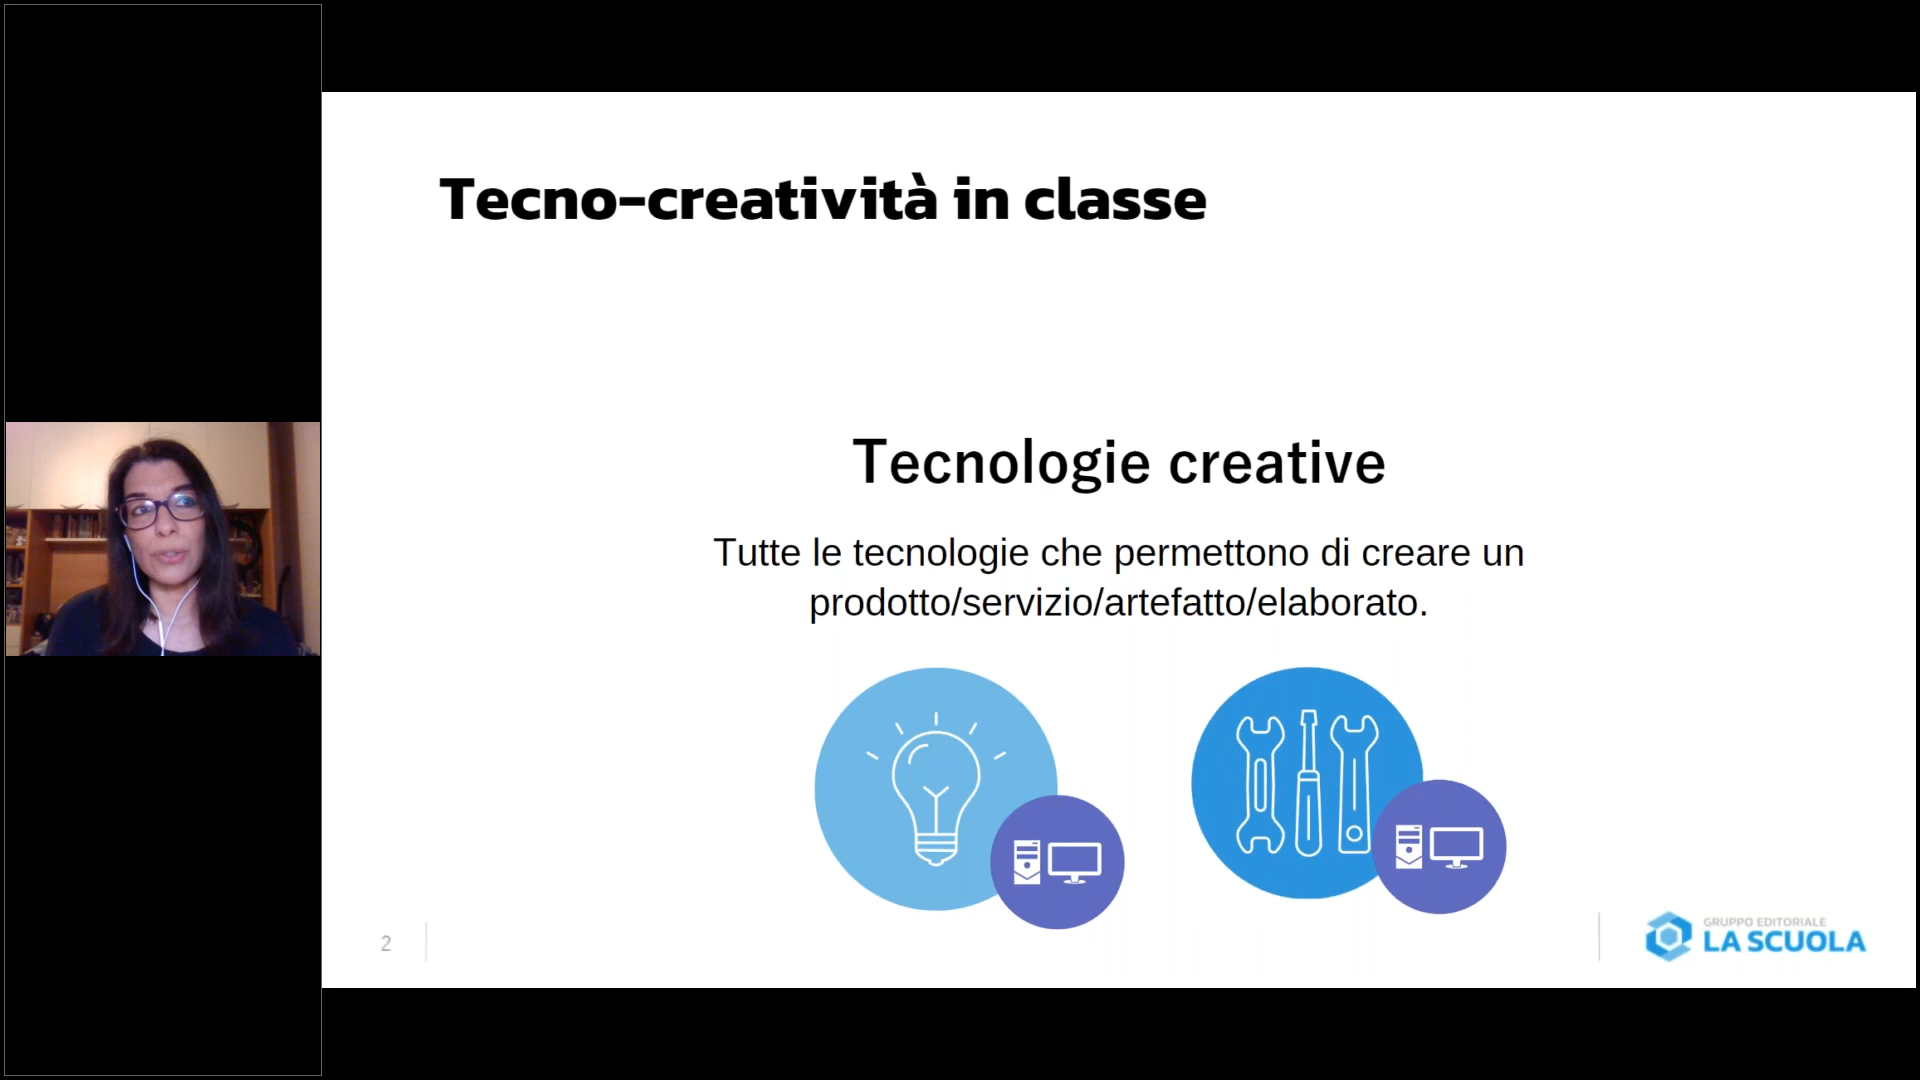 Tecno-creatività in classe
Tecnologie creative
Tutte le tecnologie che permettono di creare un
prodotto/servizio/artefatto/elaborato.
2
GRUPPO EDITORIALE
LA SCUOLA